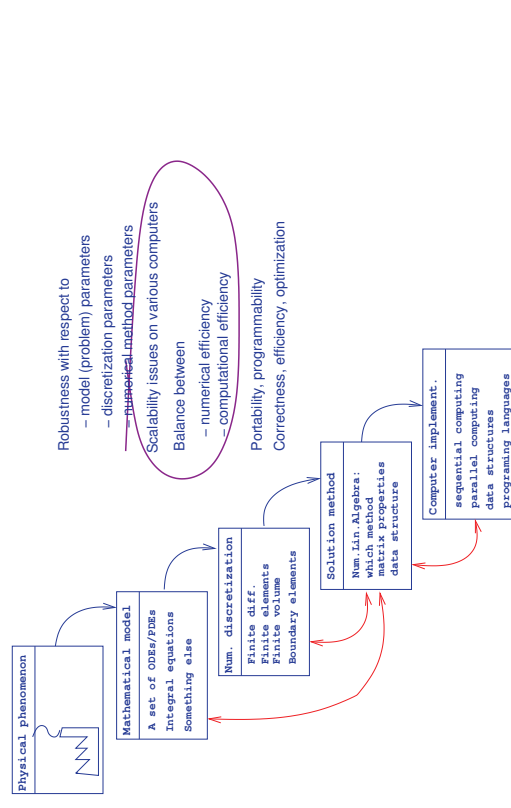 Robustness with respect to
– model (problem) parameters
– discretization parameters
– numerical method parameters
Scalability issues on various computers
Balance between
– numerical efficiency
– computational efficiency
Portability, programmability
Correctness, efficiency, optimization
Physical phenomenon
Mathematical model
A set of ODEs/PDEs
Integral equations
Something else
Num. discretization
Finite diff.
Finite elements
Finite volume
Boundary elements
Solution method
Num.Lin.Algebra:
which method
matrix properties
data structure
Computer implement.
sequential computing
parallel computing
data structures
programing languages